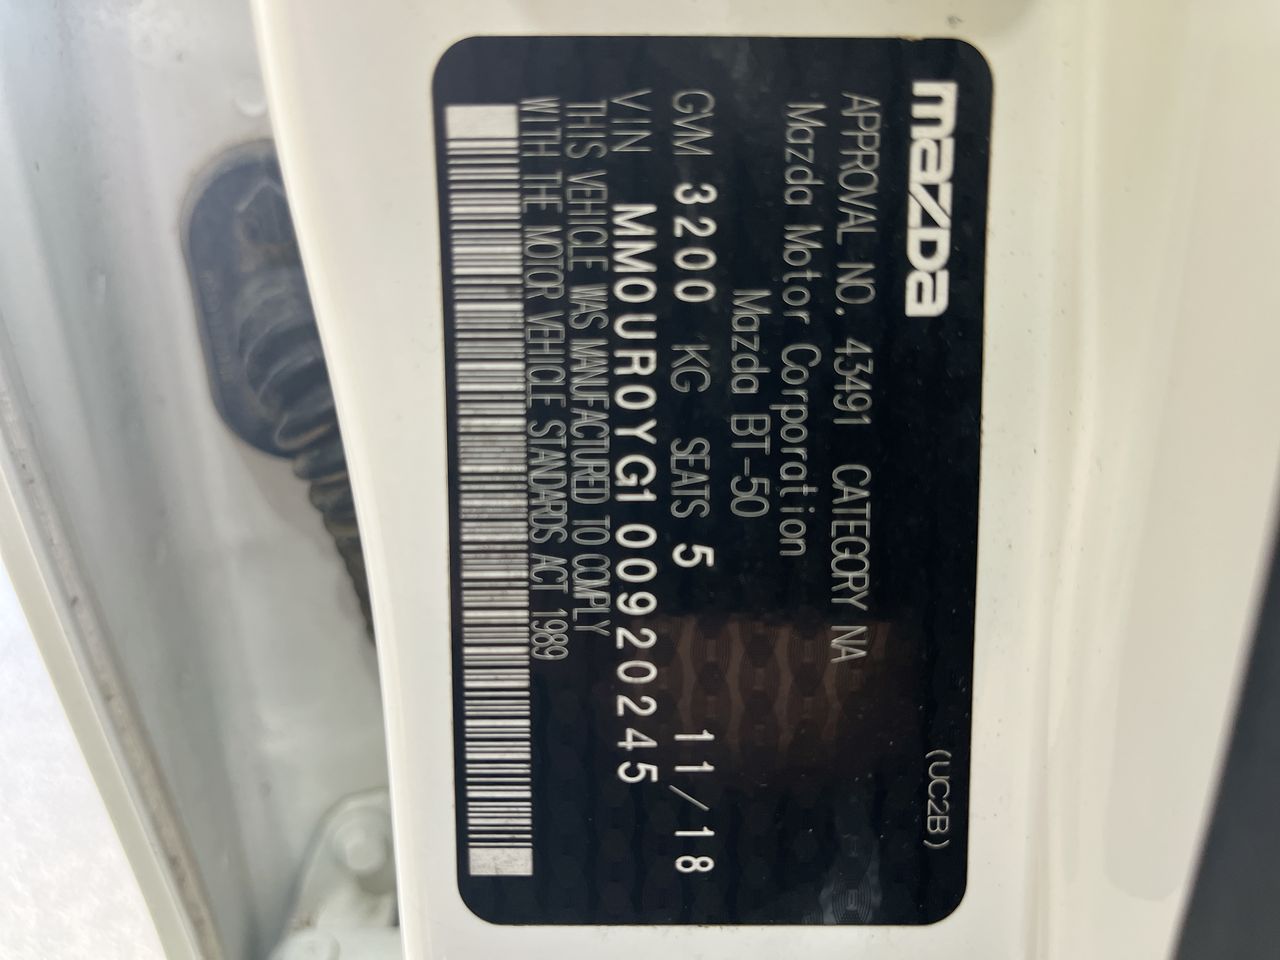 mazDa
(UC2B)
APPROVAL NO. 43491 CATEGORY NA
Mazda Motor Corporation
Mazda BT-50
GVM 3200 KG SEATS 5 11/18
VIN MM0UR0YG100920245
THIS VEHICLE WAS MANUFACTURED TO COMPLY
WITH THE MOTOR VEHICLE STANDARDS ACT 1989